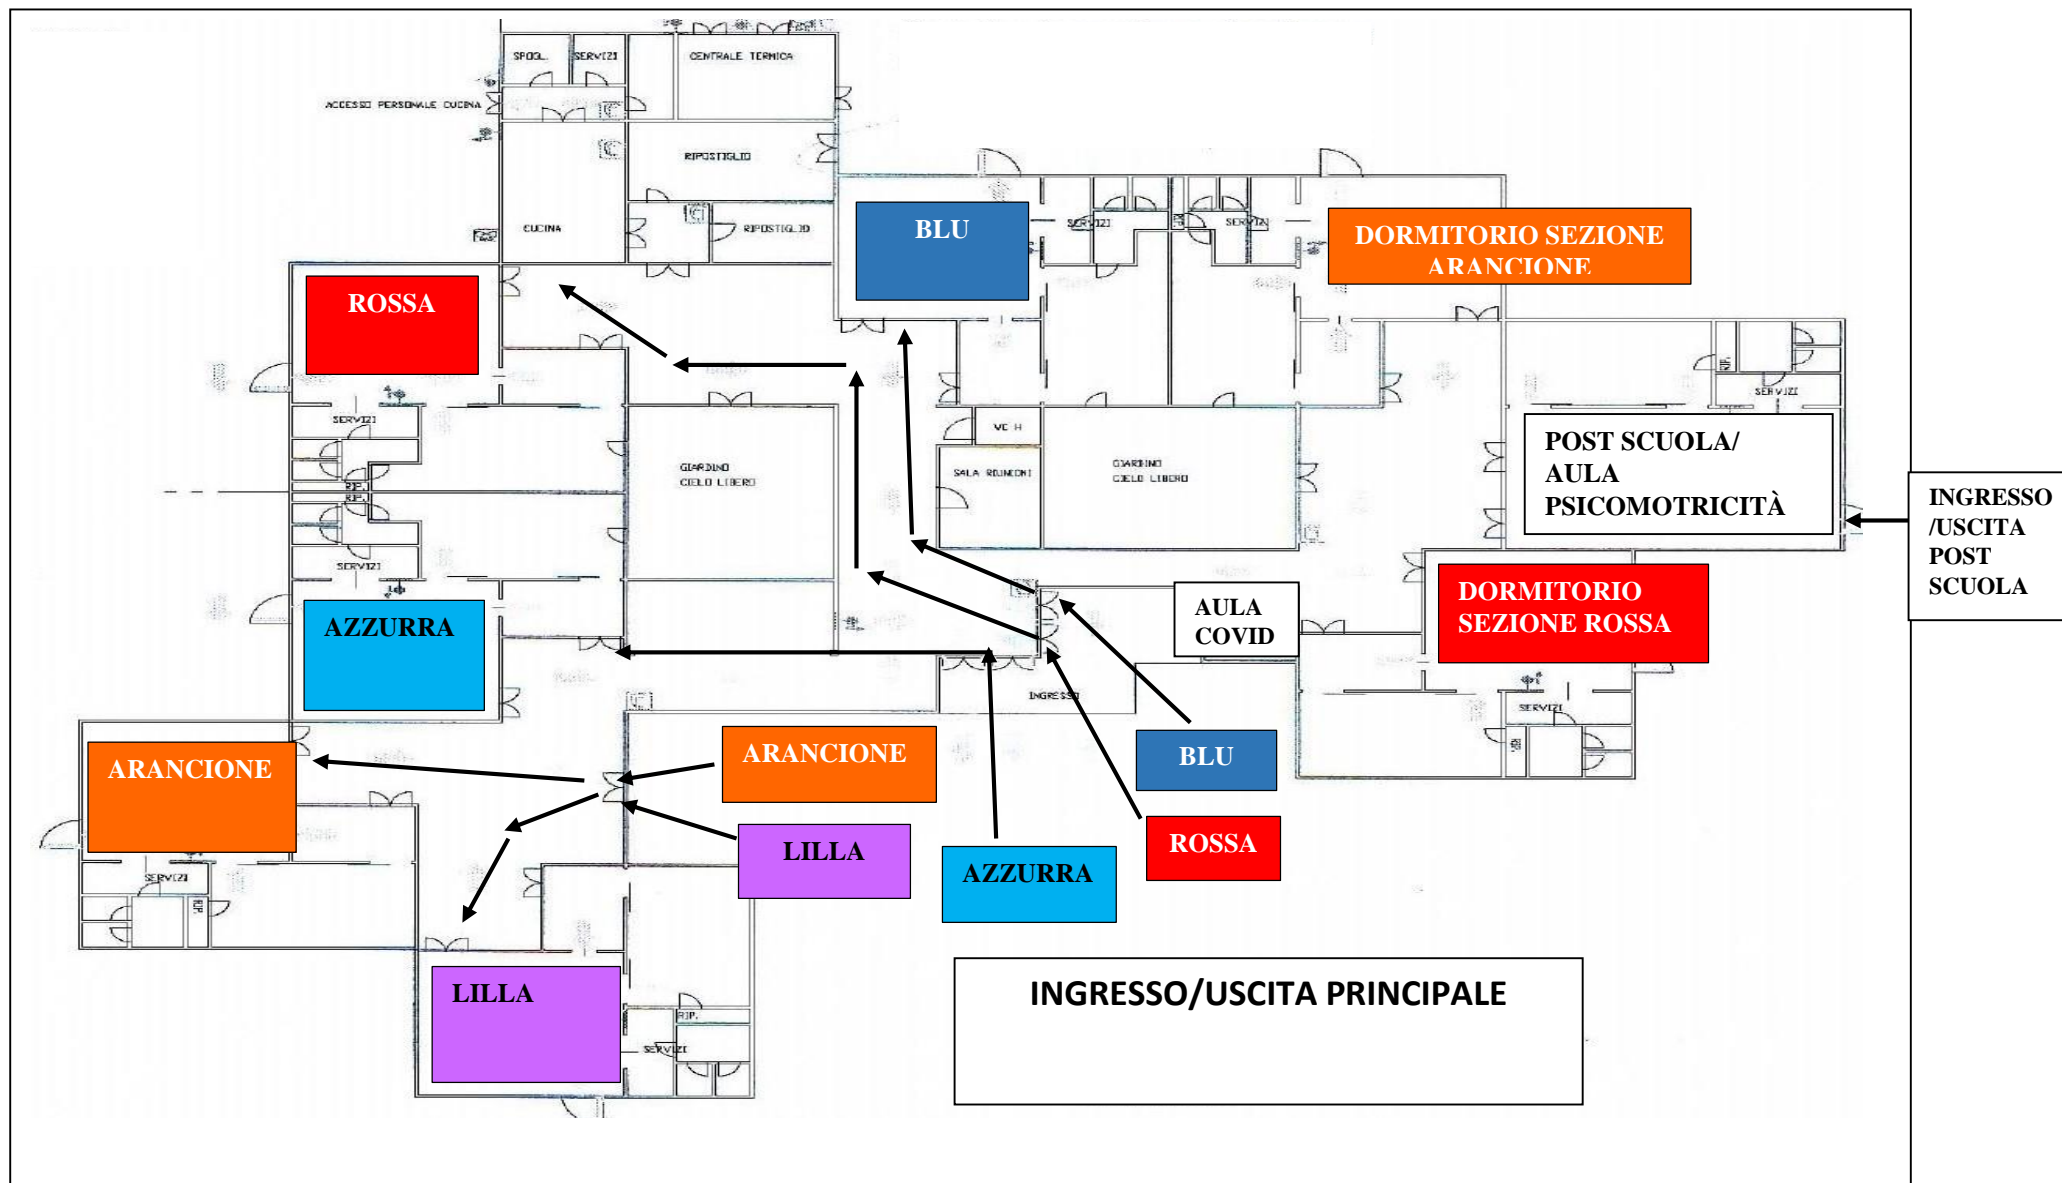 SPOGL.
SERVIZI
CENTRALE TERMICA
ACCESSO PERSONALE CUCINA
RIPOSTIGLIO
CUCINA
RIPOSTIGLIO
BLU
SERVIZI
RIP.
SERVIZI
DORMITORIO SEZIONE
ARANCIONE
ROSSA
SERVIZI
RIP.
RIP.
SERVIZI
GIARDINO
CIELO LIBERO
WC H
SALA RIUNIONI
GIARDINO
CIELO LIBERO
RIP.
SERVIZI
POST SCUOLA/
AULA
PSICOMOTRICITÀ
INGRESSO
/USCITA
POST
SCUOLA
AZZURRA
AULA
COVID
DORMITORIO
SEZIONE ROSSA
INGRESSO
SERVIZI
RIP.
ARANCIONE
ARANCIONE
BLU
LILLA
ROSSA
AZZURRA
SERVIZI
RIP.
LILLA
RIP.
SERVIZI
INGRESSO/USCITA PRINCIPALE